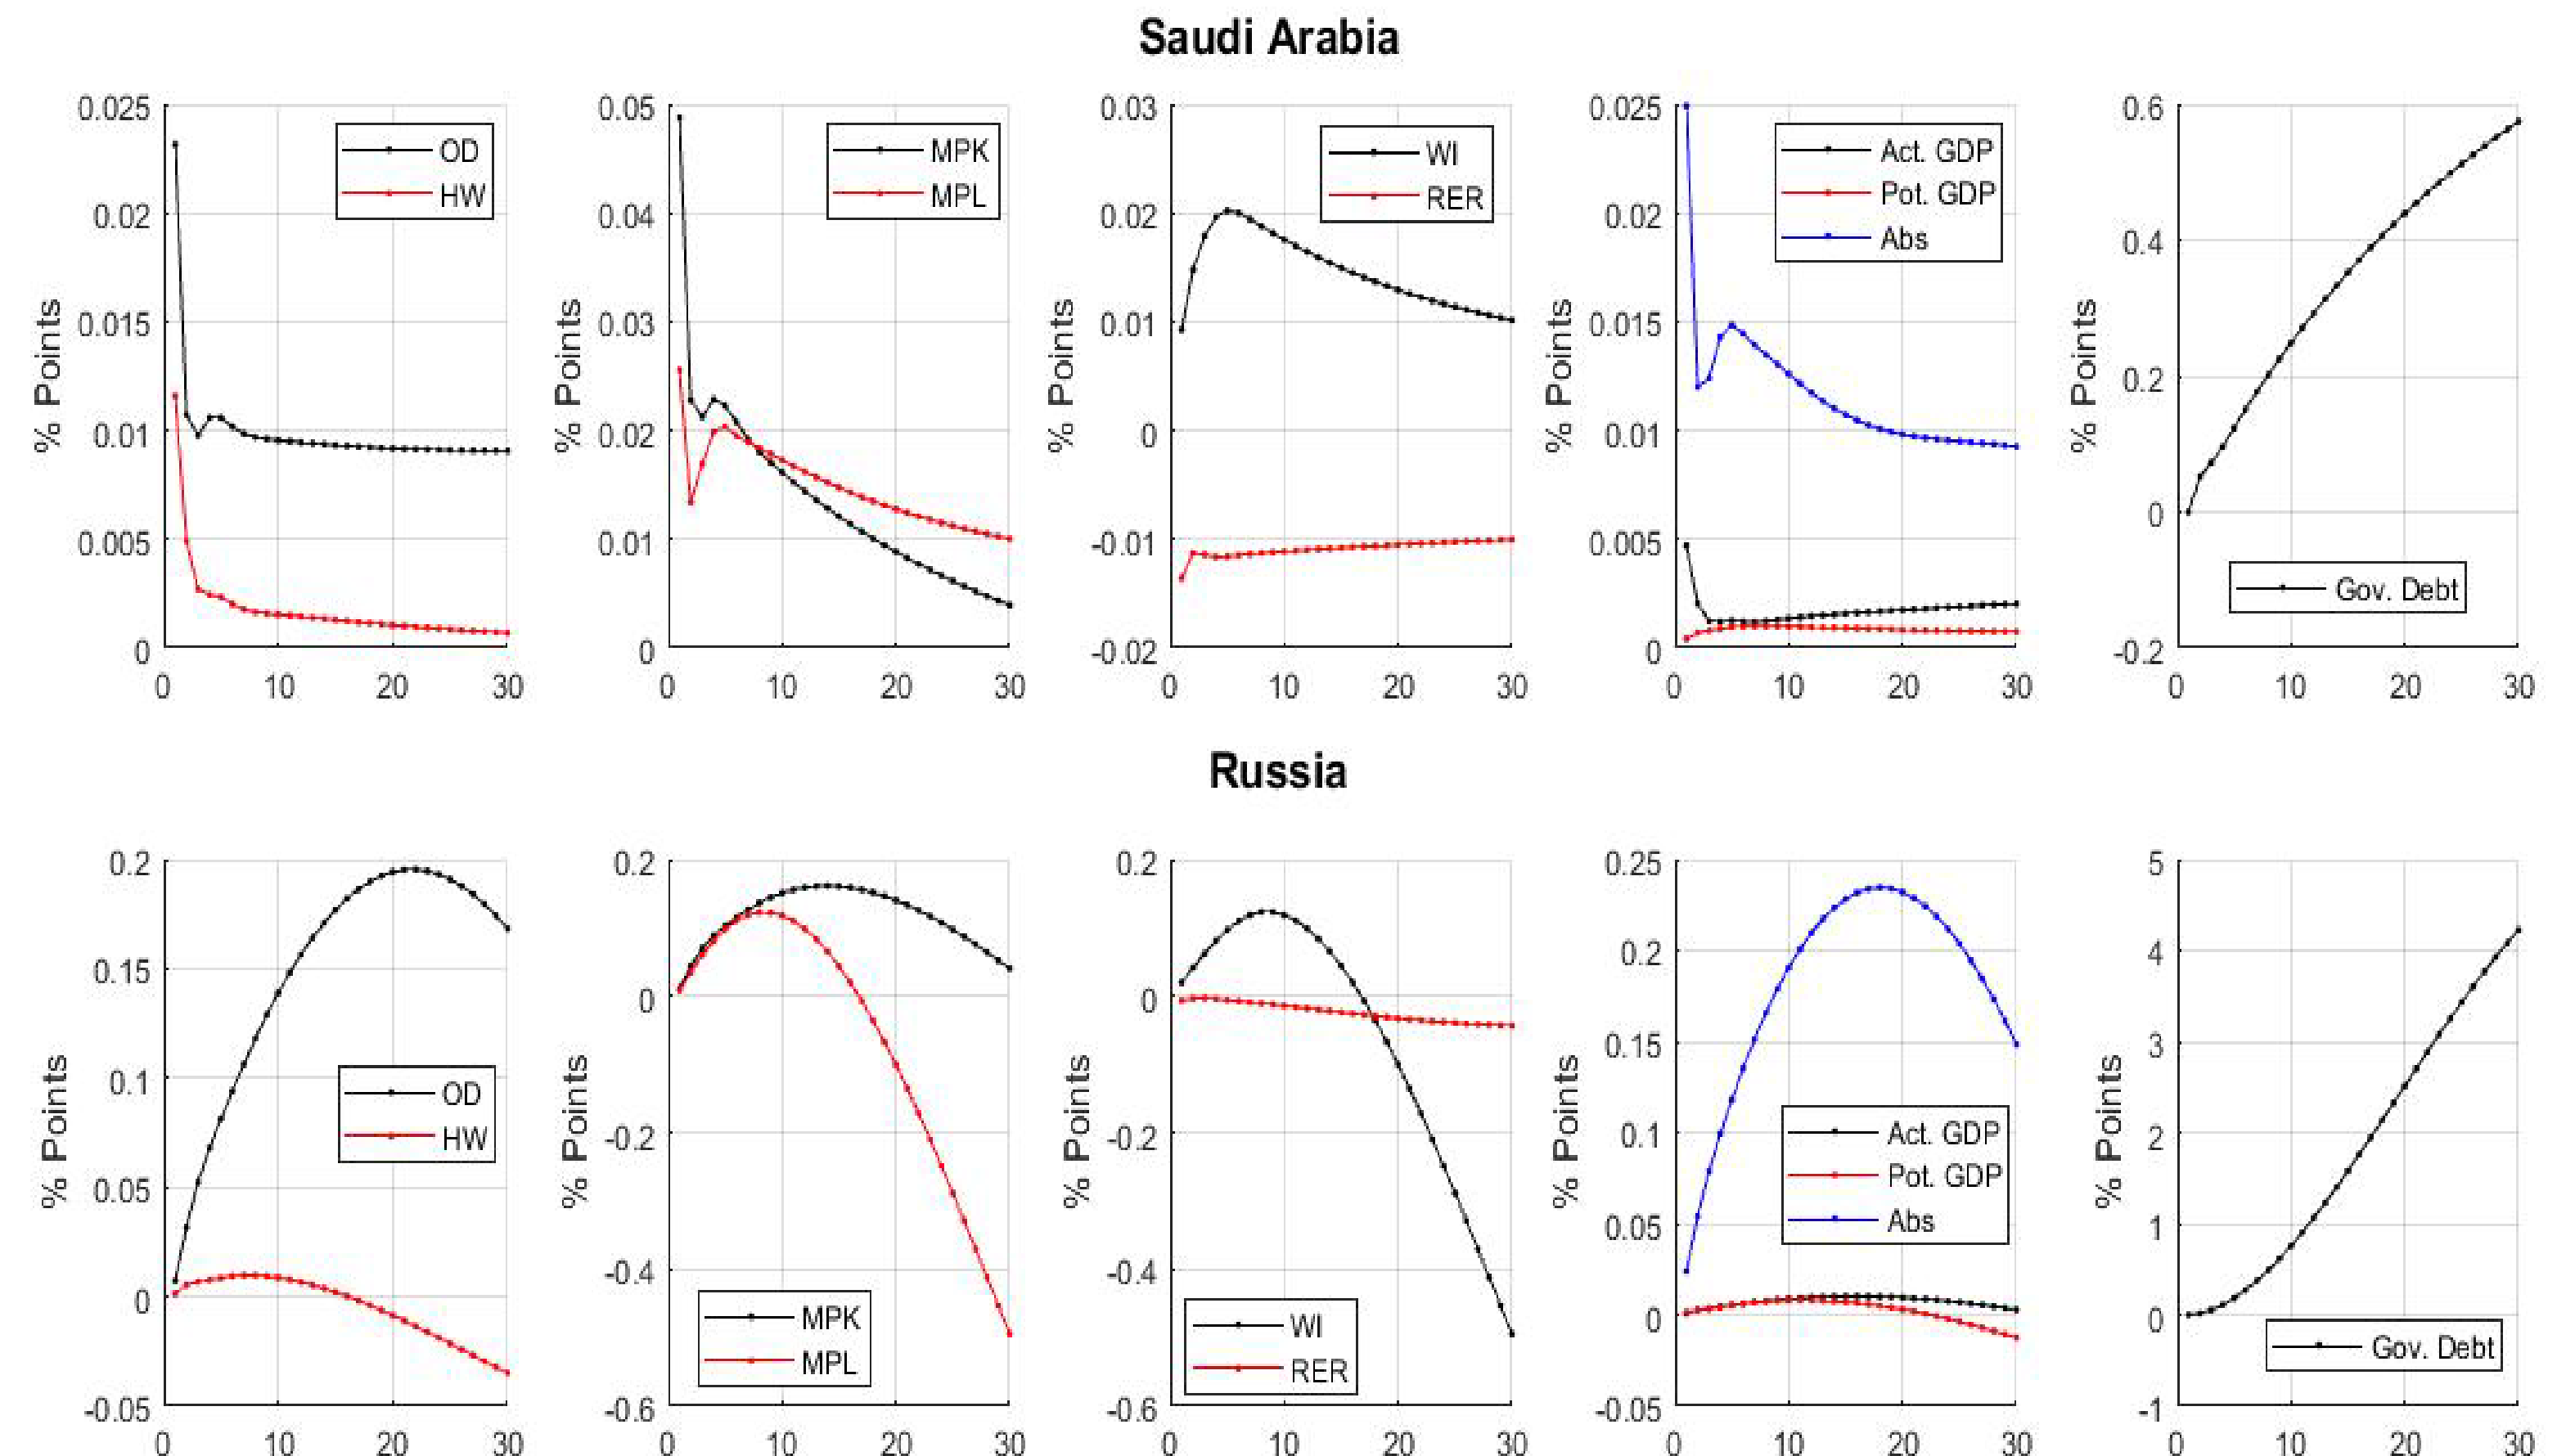 Saudi Arabia
% Points
0.025
0.02
0.015
0.01
0.005
0
OD
HW
0 10 20 30
% Points
0.05
0.04
0.03
0.02
0.01
0
MPK
MPL
0 10 20 30
% Points
0.03
0.02
0.01
0
-0.01
-0.02
WI
RER
0 10 20 30
% Points
0.025
0.02
0.015
0.01
0.005
0
Act. GDP
Pot. GDP
Abs
0 10 20 30
% Points
0.6
0.4
0.2
0
-0.2
Gov. Debt
0 10 20 30
Russia
% Points
0.2
0.15
0.1
0.05
0
-0.05
OD
HW
0 10 20 30
% Points
0.2
0
-0.2
-0.4
-0.6
MPK
MPL
0 10 20 30
% Points
0.2
0
-0.2
-0.4
-0.6
WI
RER
0 10 20 30
% Points
0.25
0.2
0.15
0.1
0.05
0
-0.05
Act. GDP
Pot. GDP
Abs
0 10 20 30
% Points
5
4
3
2
1
0
-1
Gov. Debt
0 10 20 30